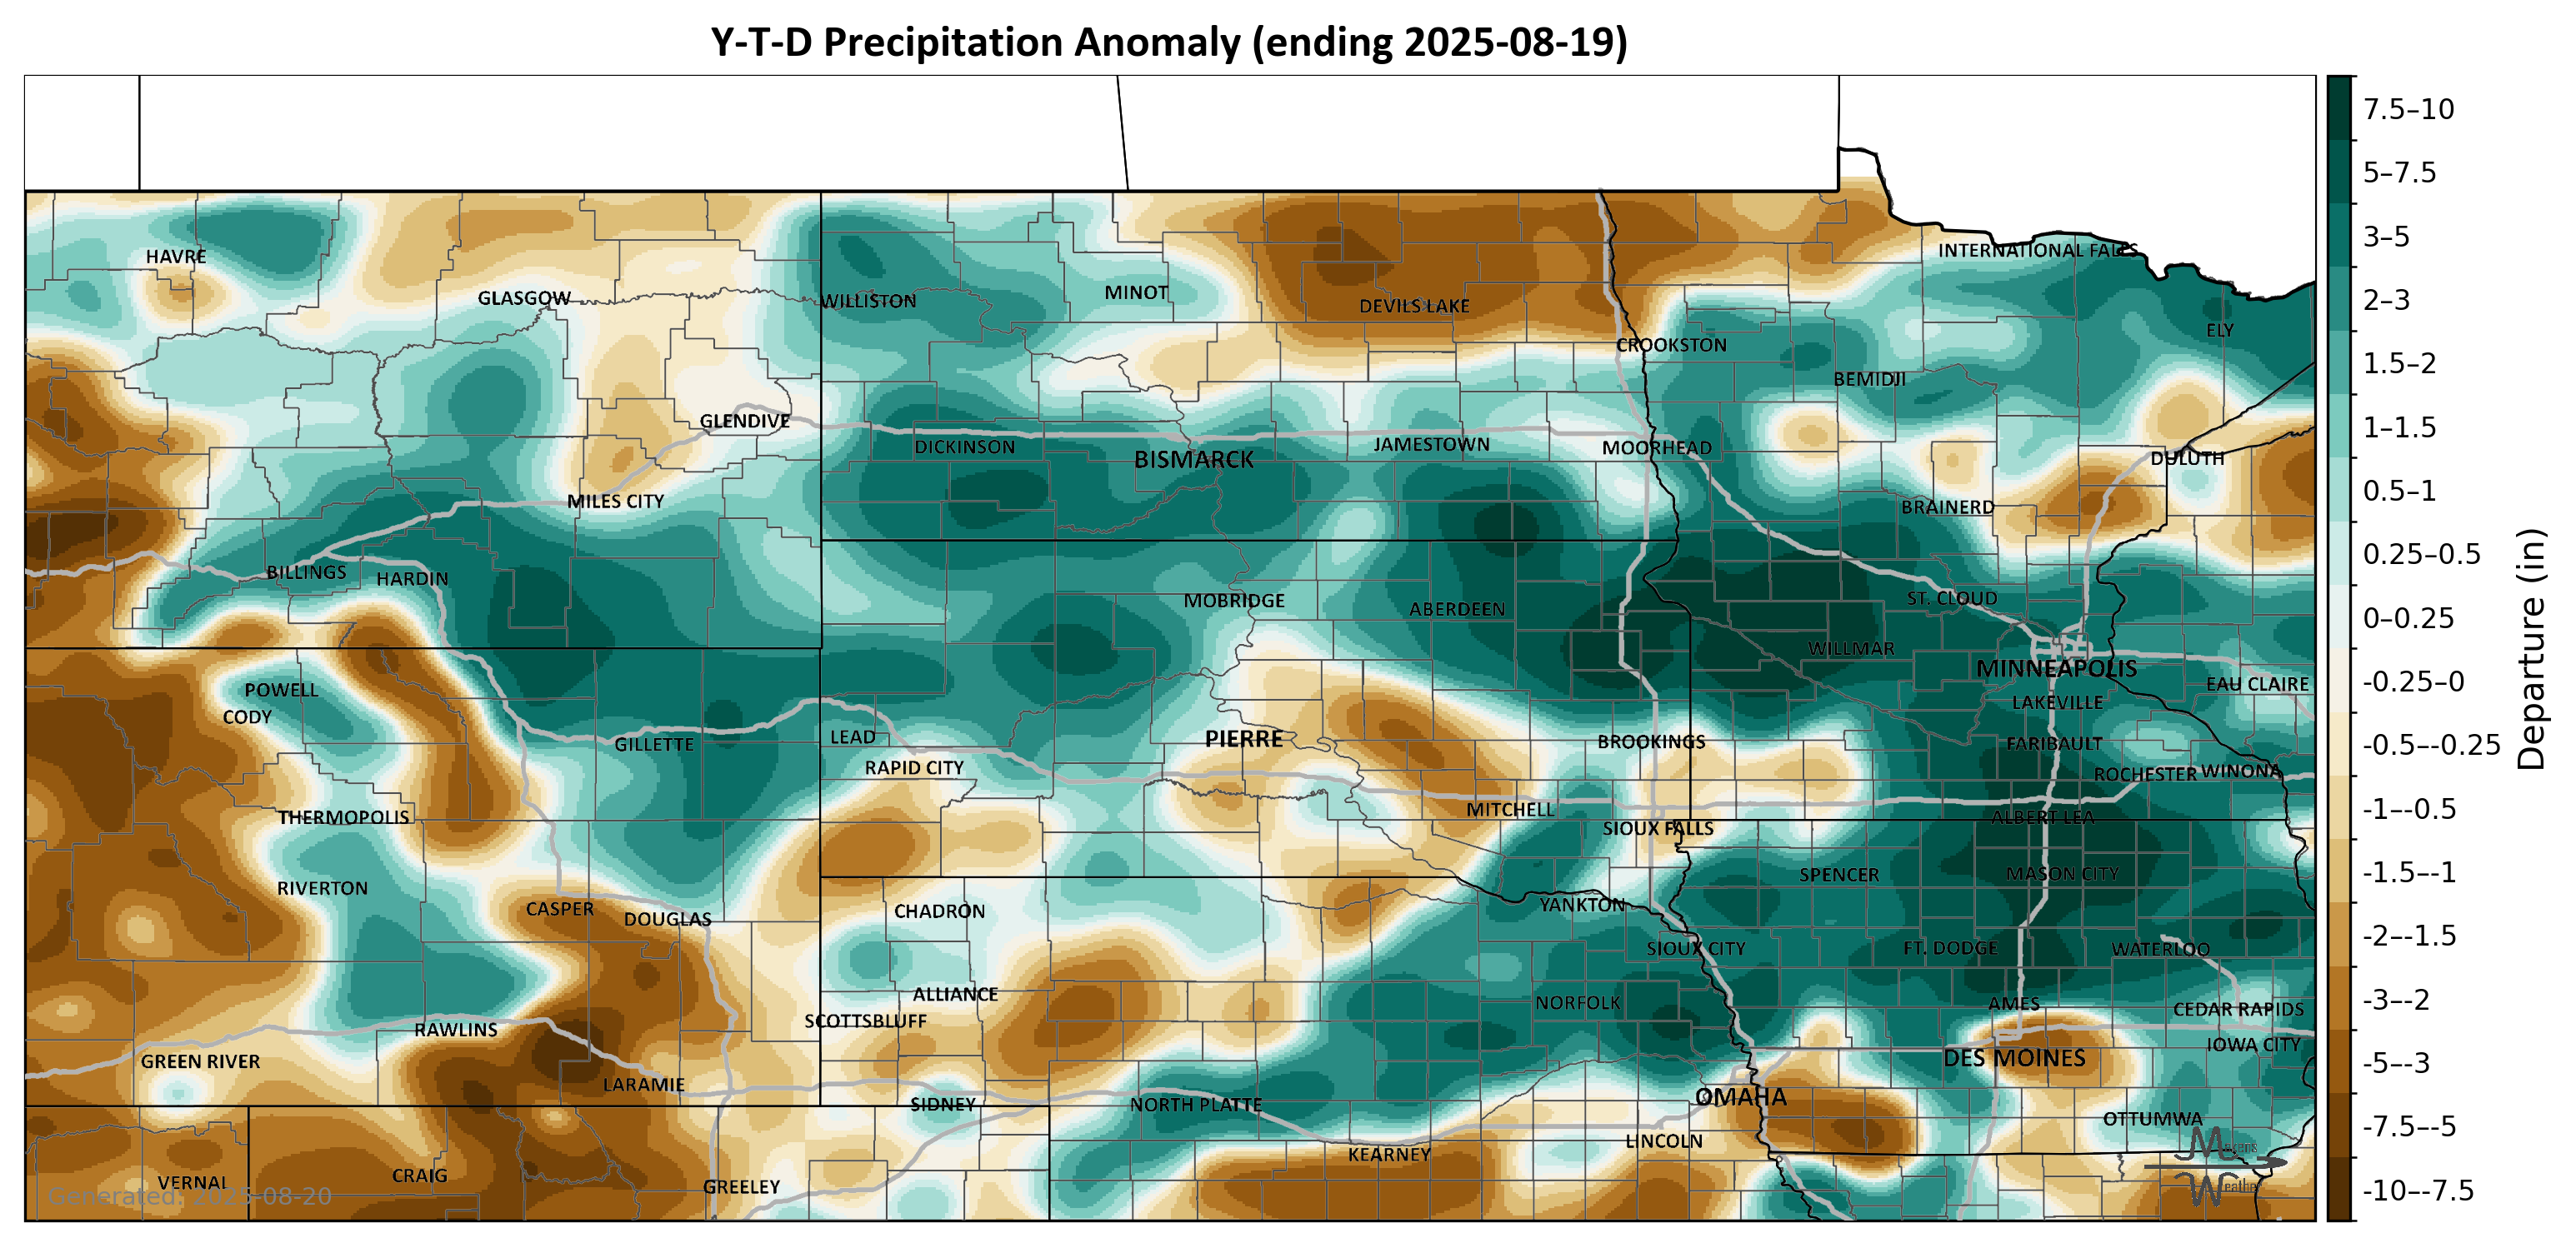 Y-T-D Precipitation Anomaly (ending 2025-08-19)
7.5–10
5–7.5
3–5
2–3
1.5–2
1–1.5
0.5–1
0.25–0.5
0–0.25
-0.25–0
-0.5–-0.25
-1–-0.5
-1.5–-1
-2–-1.5
-3–-2
-5–-3
-7.5–-5
-10–-7.5
Departure (in)
INTERNATIONAL FALLS
HAVRE
GLASGOW
WILLISTON
MINOT
DEVILS LAKE
ELY
CROOKSTON
BEMIDJI
GLENDIVE
DICKINSON
BISMARCK
JAMESTOWN
MOORHEAD
DULUTH
MILES CITY
BRAINERD
BILLINGS
HARDIN
MOBRIDGE
ABERDEEN
ST. CLOUD
WILLMAR
MINNEAPOLIS
POWELL
CODY
EAU CLAIRE
LAKEVILLE
GILLETTE
LEAD
PIERRE
BROOKINGS
FARIBAULT
RAPID CITY
ROCHESTER
WINONA
THERMOPOLIS
MITCHELL
ALBERT LEA
SIOUX FALLS
RIVERTON
SPENCER
MASON CITY
CASPER
DOUGLAS
CHADRON
YANKTON
SIOUX CITY
FT. DODGE
WATERLOO
ALLIANCE
NORFOLK
AMES
CEDAR RAPIDS
SCOTTSBLUFF
RAWLINS
IOWA CITY
GREEN RIVER
DES MOINES
LARAMIE
OMAHA
SIDNEY
NORTH PLATTE
OTTUMWA
LINCOLN
KEARNEY
VERNAL
CRAIG
GREELEY
Generated: 2025-08-20
Mavens
Weather